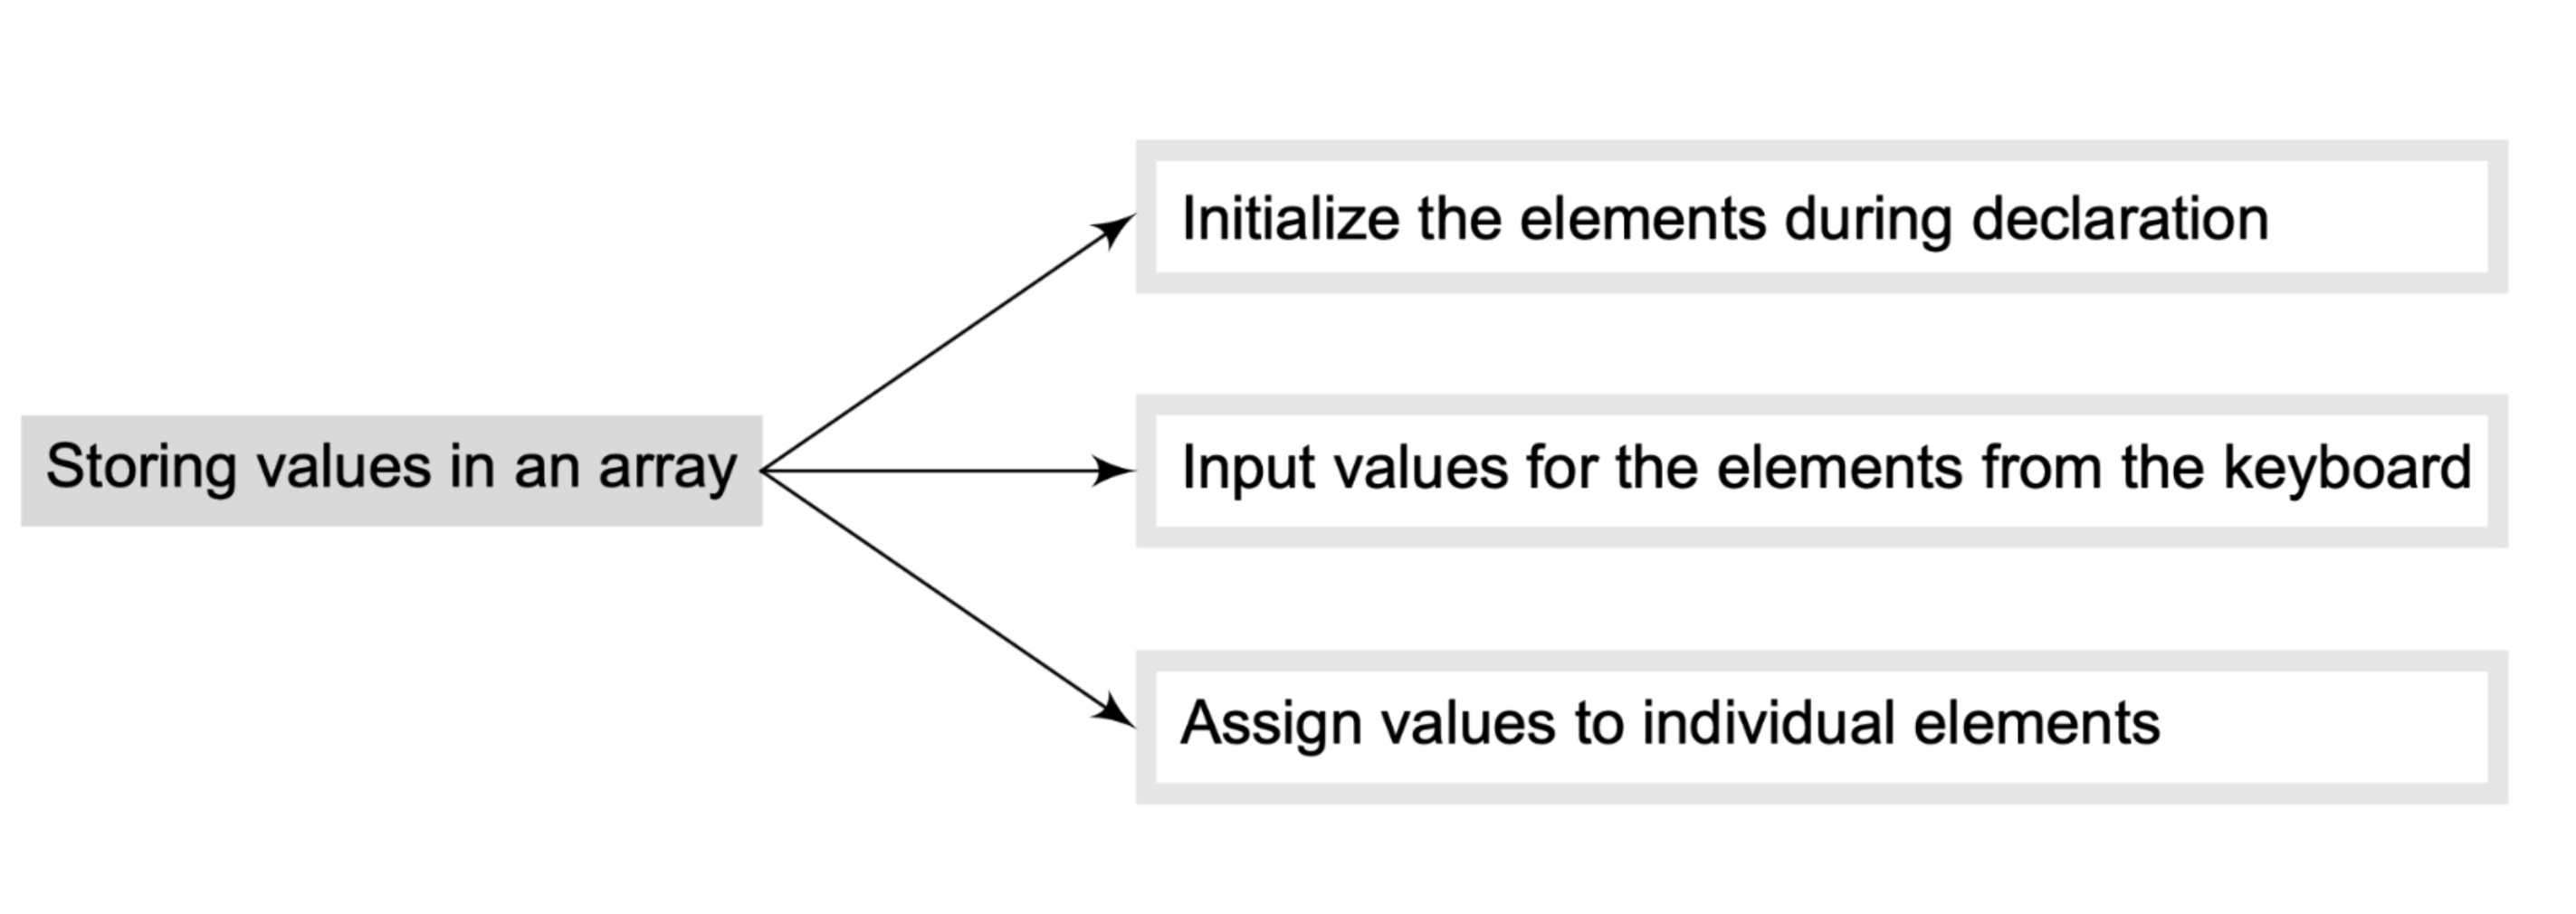 Initialize the elements during declaration
Storing values in an array
Input values for the elements from the keyboard
Assign values to individual elements